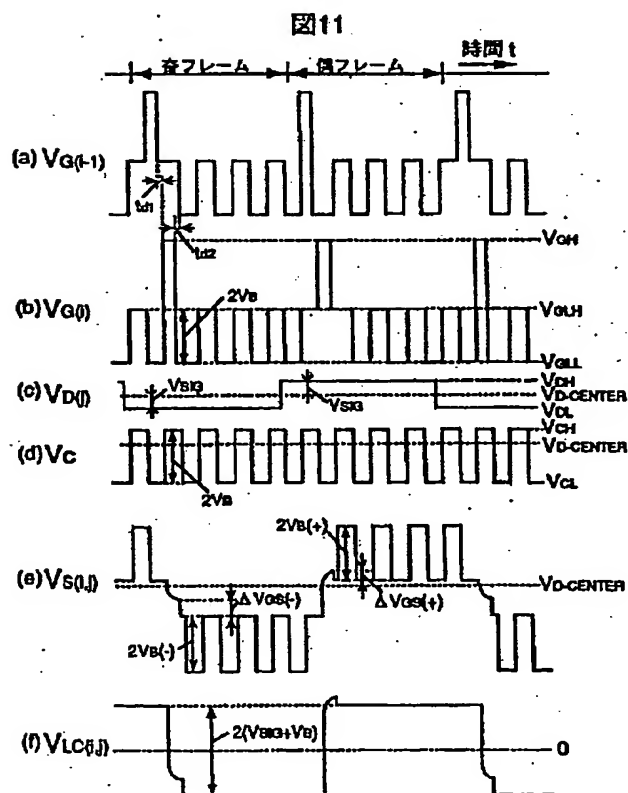 図11
時間 t
奇フレーム 偶フレーム
(a) VG(i-1)
td1
td2
VGH
2VB
(b) VG(i)
VGLH
VGLL
VSIG
VDH
(c) VD(j)
VSIG
VD-CENTER
VDL
VCH
VD-CENTER
(d) VC
2VB
VCL
2VB(+)
(e) VS(i,j)
VD-CENTER
ΔVGS(-)
ΔVGS(+)
2VB(-)
(f) VLC(i,j)
2(VSIG+VB)
0